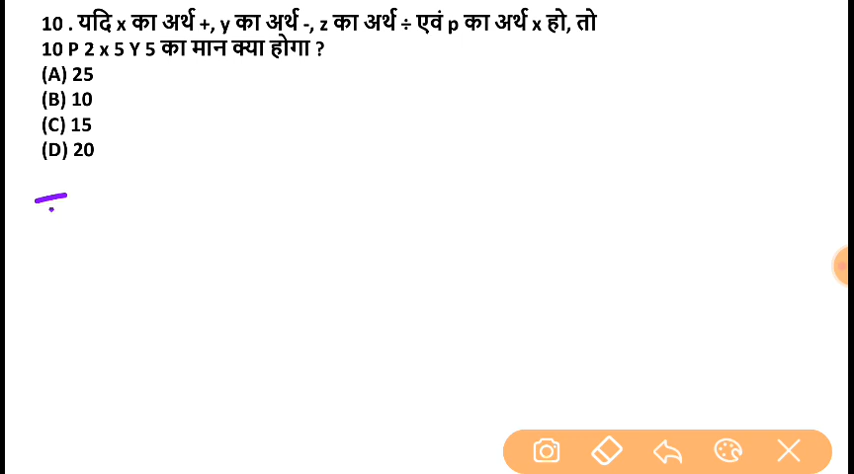 10 . यदि x का अर्थ +, y का अर्थ -, z का अर्थ ÷ एवं p का अर्थ x हो, तो
10 P 2 x 5 Y 5 का मान क्या होगा ?
(A) 25
(B) 10
(C) 15
(D) 20